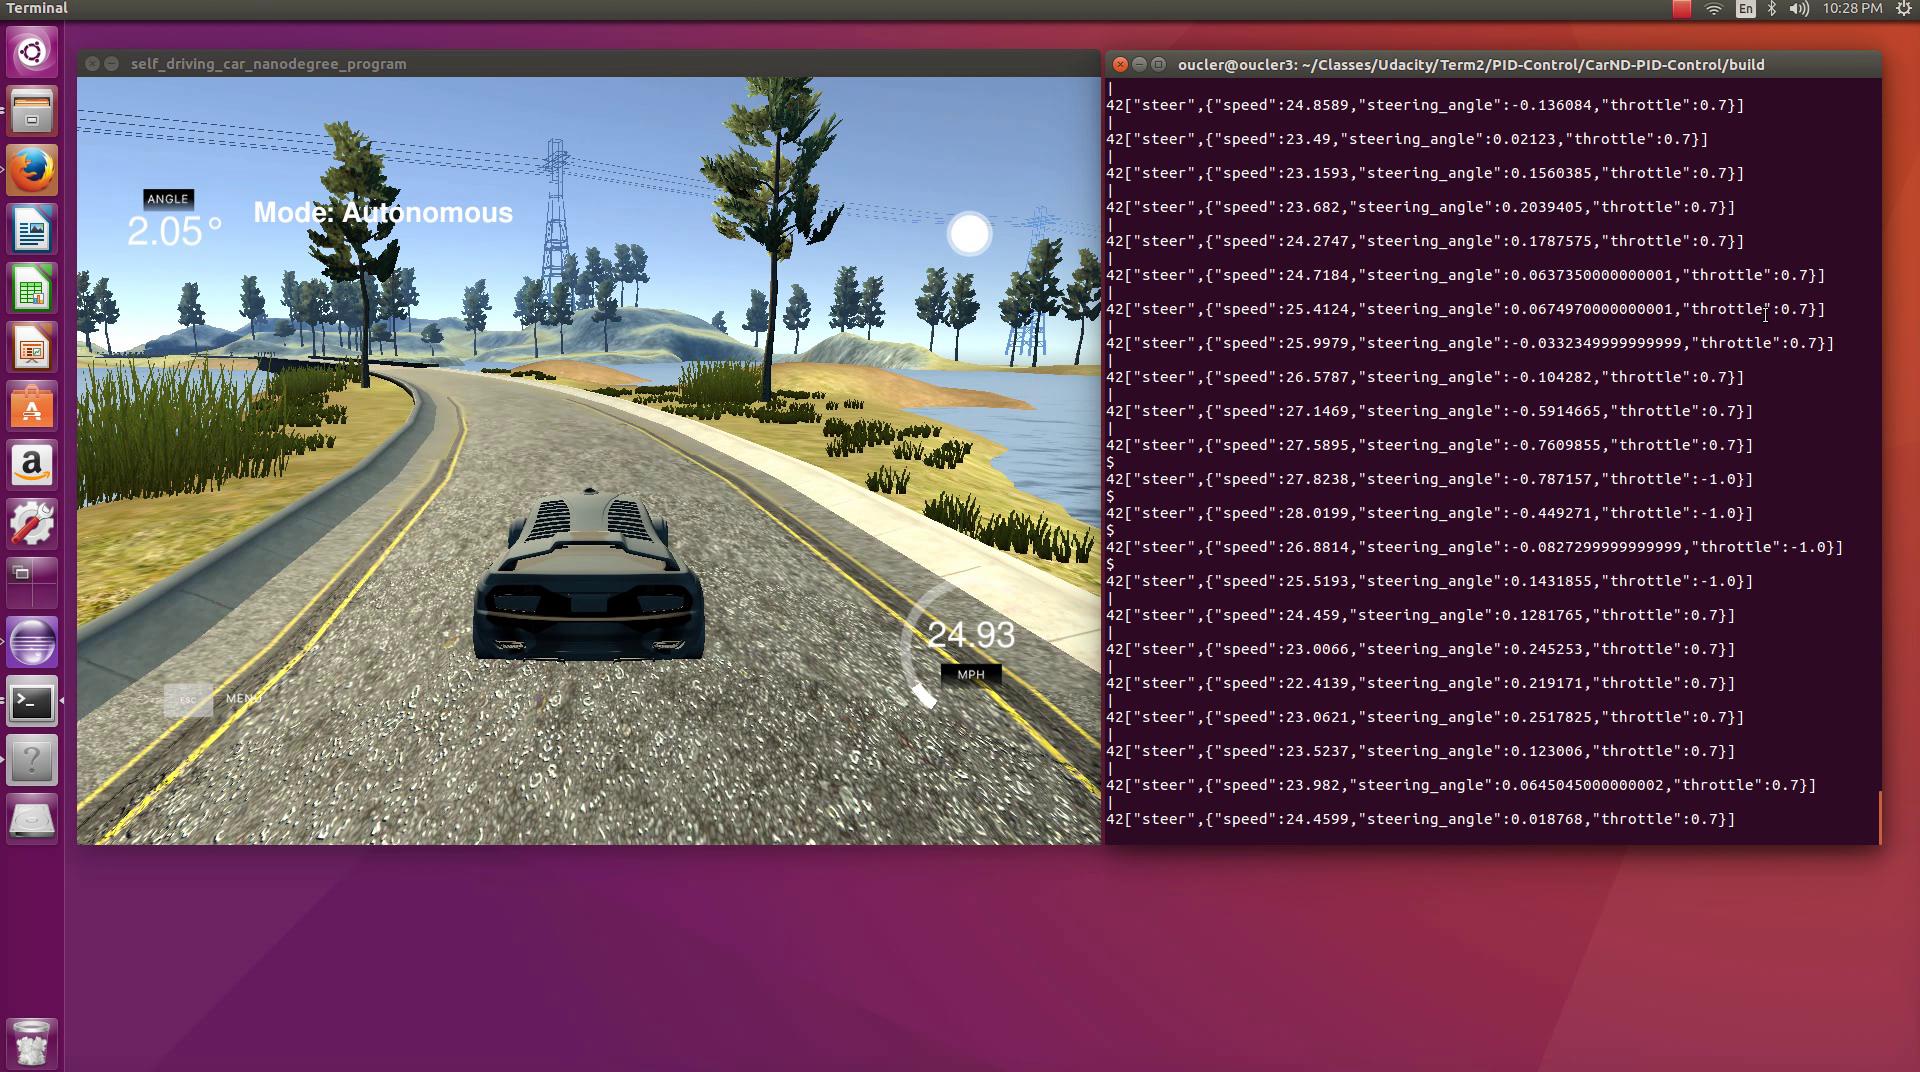 Terminal
En
10:28 PM
self_driving_car_nanodegree_program
ANGLE
2.05°
Mode: Autonomous
24.93
MPH
ESC
MENU
a
>_
?
oucler@oucler3: ~/Classes/Udacity/Term2/PID-Control/CarND-PID-Control/build
|
42["steer",{"speed":24.8589,"steering_angle":-0.136084,"throttle":0.7}]
|
42["steer",{"speed":23.49,"steering_angle":0.02123,"throttle":0.7}]
|
42["steer",{"speed":23.1593,"steering_angle":0.1560385,"throttle":0.7}]
|
42["steer",{"speed":23.682,"steering_angle":0.2039405,"throttle":0.7}]
|
42["steer",{"speed":24.2747,"steering_angle":0.1787575,"throttle":0.7}]
|
42["steer",{"speed":24.7184,"steering_angle":0.0637350000000001,"throttle":0.7}]
|
42["steer",{"speed":25.4124,"steering_angle":0.0674970000000001,"throttle":0.7}]
|
42["steer",{"speed":25.9979,"steering_angle":-0.0332349999999999,"throttle":0.7}]
|
42["steer",{"speed":26.5787,"steering_angle":-0.104282,"throttle":0.7}]
|
42["steer",{"speed":27.1469,"steering_angle":-0.5914665,"throttle":0.7}]
|
42["steer",{"speed":27.5895,"steering_angle":-0.7609855,"throttle":0.7}]
$
42["steer",{"speed":27.8238,"steering_angle":-0.787157,"throttle":-1.0}]
$
42["steer",{"speed":28.0199,"steering_angle":-0.449271,"throttle":-1.0}]
$
42["steer",{"speed":26.8814,"steering_angle":-0.0827299999999999,"throttle":-1.0}]
$
42["steer",{"speed":25.5193,"steering_angle":0.1431855,"throttle":-1.0}]
|
42["steer",{"speed":24.459,"steering_angle":0.1281765,"throttle":0.7}]
|
42["steer",{"speed":23.0066,"steering_angle":0.245253,"throttle":0.7}]
|
42["steer",{"speed":22.4139,"steering_angle":0.219171,"throttle":0.7}]
|
42["steer",{"speed":23.0621,"steering_angle":0.2517825,"throttle":0.7}]
|
42["steer",{"speed":23.5237,"steering_angle":0.123006,"throttle":0.7}]
|
42["steer",{"speed":23.982,"steering_angle":0.0645045000000002,"throttle":0.7}]
|
42["steer",{"speed":24.4599,"steering_angle":0.018768,"throttle":0.7}]